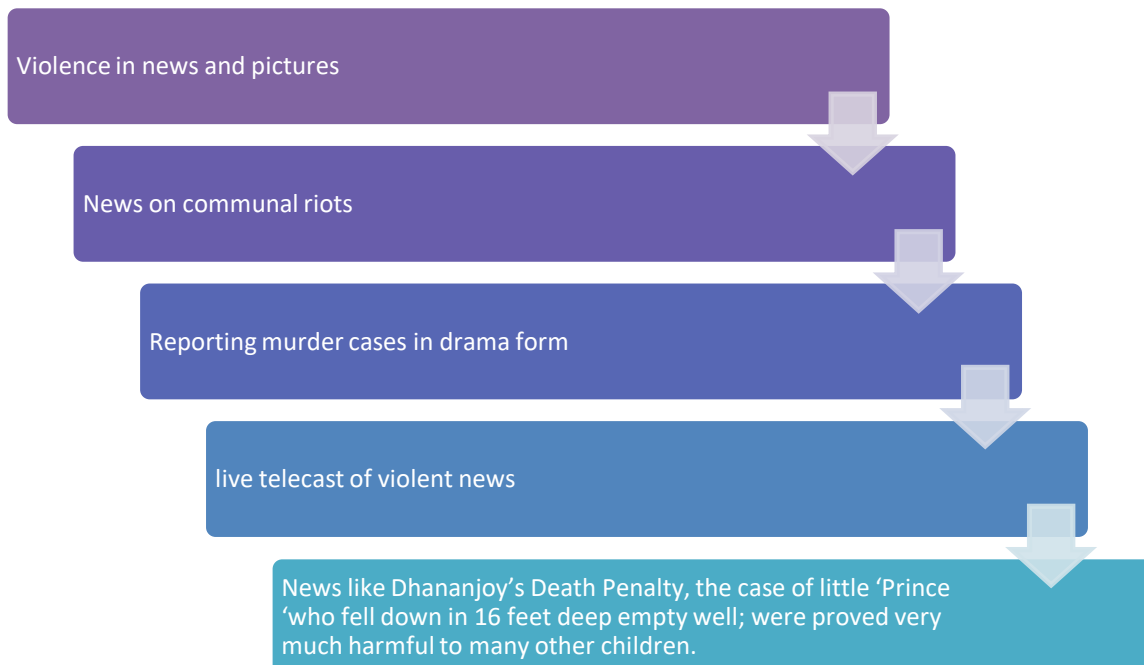 Violence in news and pictures
News on communal riots
Reporting murder cases in drama form
live telecast of violent news
News like Dhananjoy’s Death Penalty, the case of little ‘Prince
‘who fell down in 16 feet deep empty well; were proved very
much harmful to many other children.